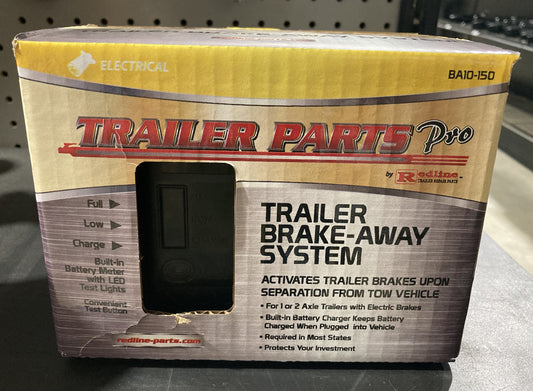 ELECTRICAL
BA10-150
TRAILER PARTS Pro
by Redline
TRAILER REPAIR PARTS
Full
Low
Charge
Built-in
Battery Meter
with LED
Test Lights
Convenient
Test Button
redline-parts.com
TRAILER
BRAKE-AWAY
SYSTEM
ACTIVATES TRAILER BRAKES UPON
SEPARATION FROM TOW VEHICLE
• For 1 or 2 Axle Trailers with Electric Brakes
• Built-in Battery Charger Keeps Battery
Charged When Plugged into Vehicle
• Required in Most States
• Protects Your Investment